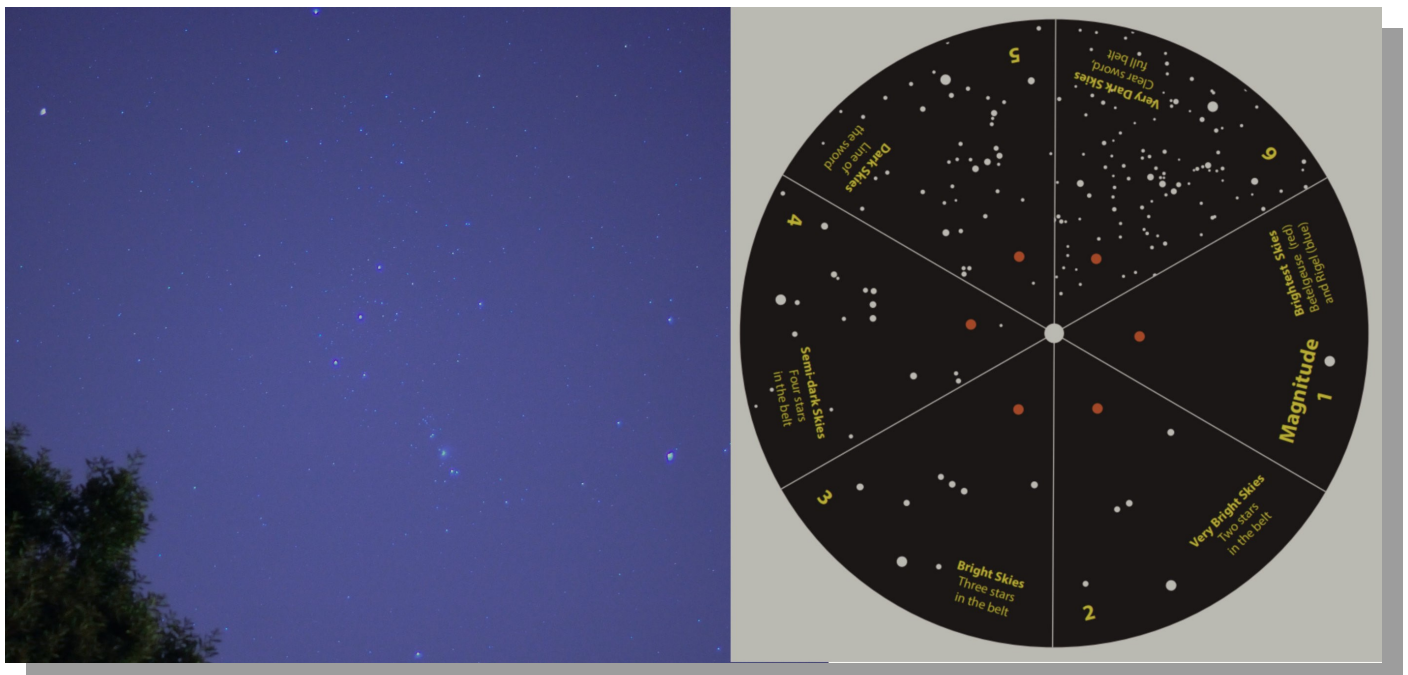 Magnitude
1
Brightest Skies
Betelgeuse (red)
and Rigel (blue)
2
Very Bright Skies
Two stars
in the belt
3
Bright Skies
Three stars
in the belt
4
Semi-dark Skies
Four stars
in the belt
5
Dark Skies
Line of
the sword
6
Very Dark Skies
Clear sword,
full belt